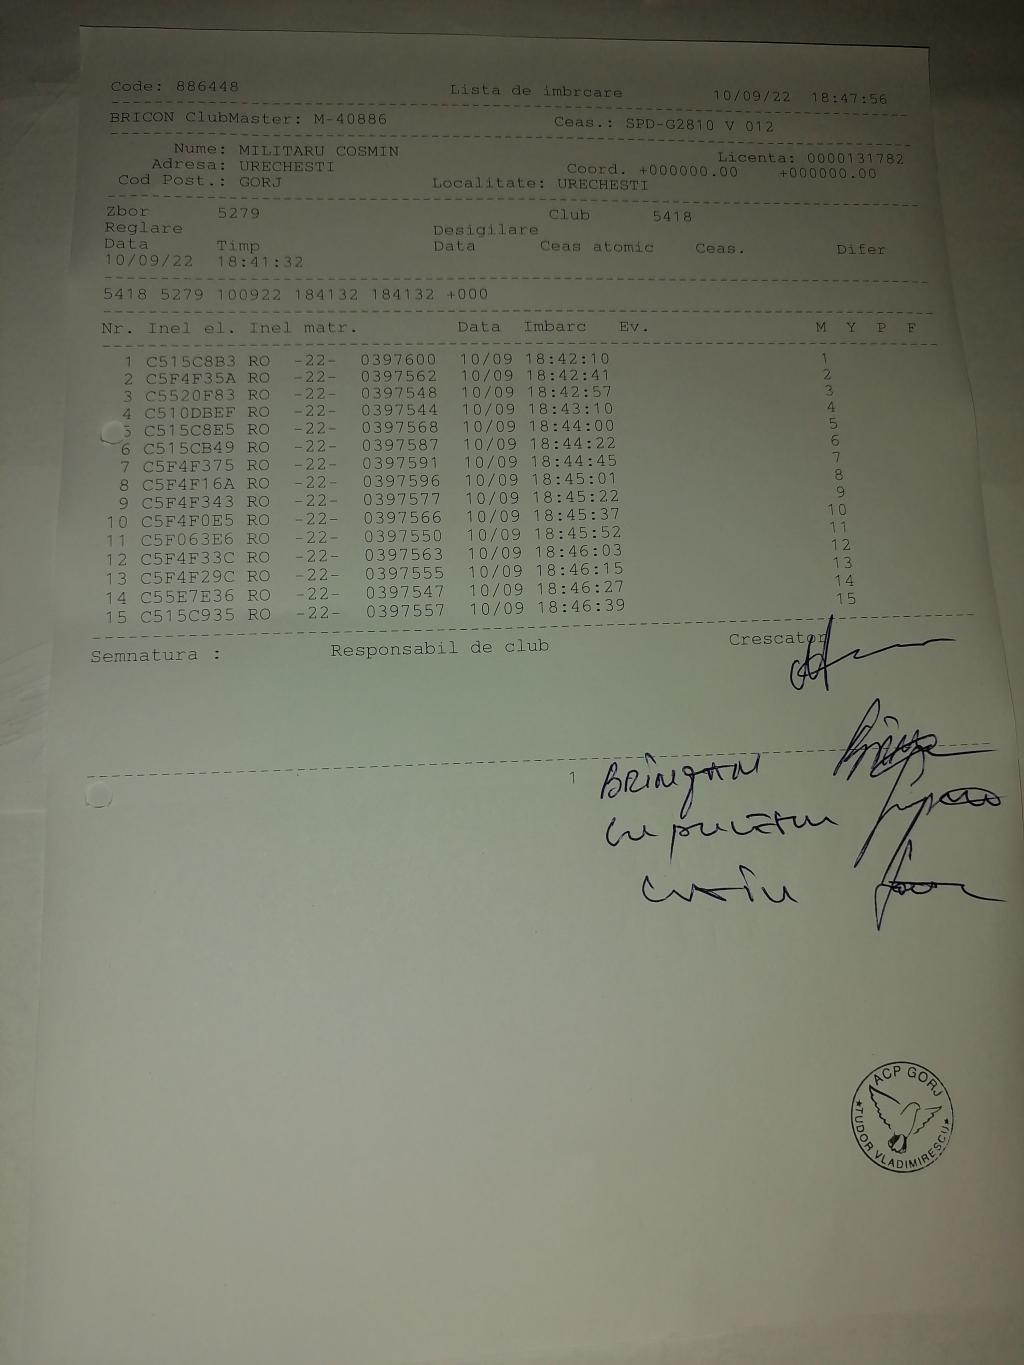 Code: 886448 Lista de imbrcare 10/09/22 18:47:56
BRICON ClubMaster: M-40886 Ceas.: SPD-G2810 V 012
Nume: MILITARU COSMIN Licenta: 0000131782
Adresa: URECHESTI Coord. +000000.00 +000000.00
Cod Post.: GORJ Localitate: URECHESTI
Zbor 5279 Club 5418
Reglare Desigilare
Data Timp Data Ceas atomic Ceas. Difer
10/09/22 18:41:32
5418 5279 100922 184132 184132 +000
Nr. Inel el. Inel matr. Data Imbarc Ev. M Y P F
1 C515C8B3 RO -22- 0397600 10/09 18:42:10 1
2 C5F4F35A RO -22- 0397562 10/09 18:42:41 2
3 C5520F83 RO -22- 0397548 10/09 18:42:57 3
4 C510DBEF RO -22- 0397544 10/09 18:43:10 4
5 C515C8E5 RO -22- 0397568 10/09 18:44:00 5
6 C515CB49 RO -22- 0397587 10/09 18:44:22 6
7 C5F4F375 RO -22- 0397591 10/09 18:44:45 7
8 C5F4F16A RO -22- 0397596 10/09 18:45:01 8
9 C5F4F343 RO -22- 0397577 10/09 18:45:22 9
10 C5F4F0E5 RO -22- 0397566 10/09 18:45:37 10
11 C5F063E6 RO -22- 0397550 10/09 18:45:52 11
12 C5F4F33C RO -22- 0397563 10/09 18:46:03 12
13 C5F4F29C RO -22- 0397555 10/09 18:46:15 13
14 C55E7E36 RO -22- 0397547 10/09 18:46:27 14
15 C515C935 RO -22- 0397557 10/09 18:46:39 15
Semnatura : Responsabil de club Crescator
1
ACP GORJ
*TUDOR VLADIMIRESCU*